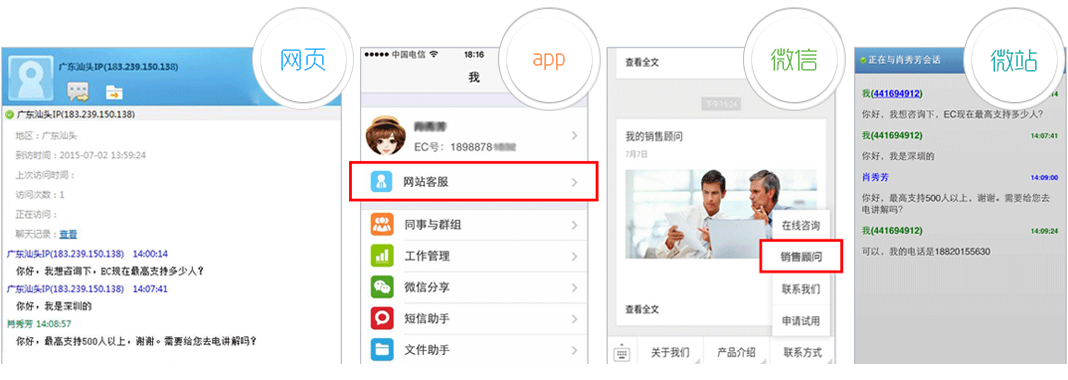 网页
广东汕头IP(183.239.150.138)
广东汕头IP(183.239.150.138)
地区：广东汕头
到访时间：2015-07-02 13:59:24
上次访问时间：
访问次数：1
正在访问：
聊天记录：查看
广东汕头IP(183.239.150.138) 14:00:14
你好，我想咨询下，EC现在最高支持多少人？
广东汕头IP(183.239.150.138) 14:07:41
你好，我是深圳的
肖秀芳 14:08:57
你好，最高支持500人以上，谢谢。需要给您去电讲解吗？
app
中国电信 18:16
我
肖秀芳
EC号：1898878
网站客服
同事与群组
工作管理
微信分享
短信助手
文件助手
微信
查看全文
下午15:24
我的销售顾问
7月7日
在线咨询
销售顾问
联系我们
申请试用
查看全文
关于我们
产品介绍
联系方式
微站
正在与肖秀芳会话
我(441694912) 14
你好，我想咨询下，EC现在最高支持多少人？
我(441694912) 14:07:41
你好，我是深圳的
肖秀芳 14:09:00
你好，最高支持500人以上，谢谢。需要给您去
电讲解吗？
我(441694912) 14:09:24
可以，我的电话是18820155630